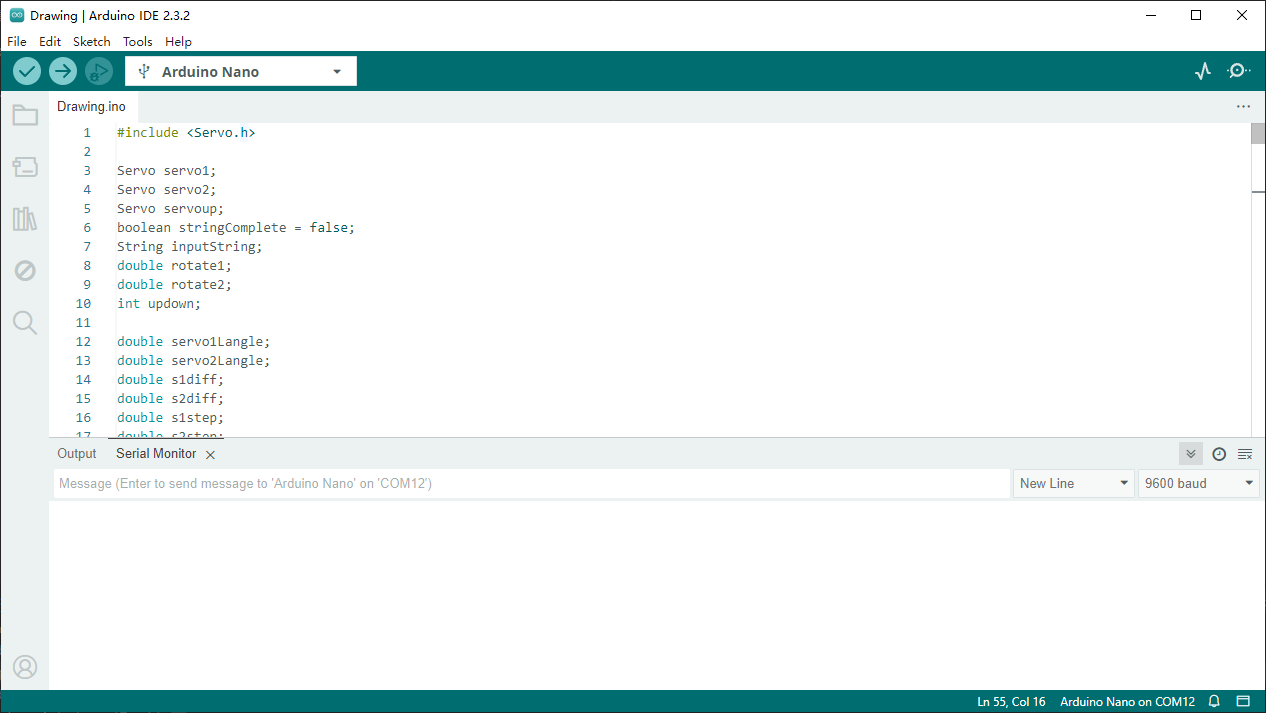 Drawing | Arduino IDE 2.3.2
File Edit Sketch Tools Help
Arduino Nano
Drawing.ino
1 #include <Servo.h>
2
3 Servo servo1;
4 Servo servo2;
5 Servo servoup;
6 boolean stringComplete = false;
7 String inputString;
8 double rotate1;
9 double rotate2;
10 int updown;
11
12 double servo1Langle;
13 double servo2Langle;
14 double s1diff;
15 double s2diff;
16 double s1step;
17 double s2step;
Output Serial Monitor
Message (Enter to send message to 'Arduino Nano' on 'COM12')
New Line 9600 baud
Ln 55, Col 16 Arduino Nano on COM12